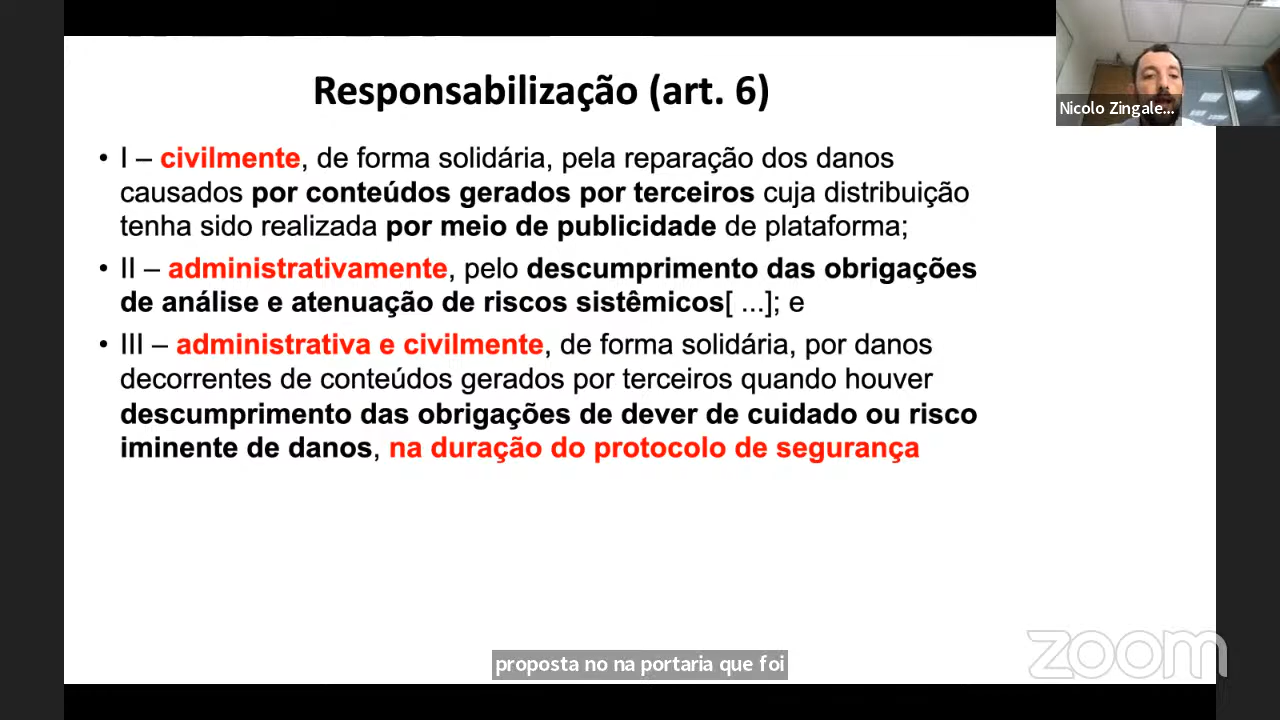 Responsabilização (art. 6)
Nicolo Zingale...
• I – civilmente, de forma solidária, pela reparação dos danos
causados por conteúdos gerados por terceiros cuja distribuição
tenha sido realizada por meio de publicidade de plataforma;
• II – administrativamente, pelo descumprimento das obrigações
de análise e atenuação de riscos sistêmicos[ ...]; e
• III – administrativa e civilmente, de forma solidária, por danos
decorrentes de conteúdos gerados por terceiros quando houver
descumprimento das obrigações de dever de cuidado ou risco
iminente de danos, na duração do protocolo de segurança
proposta no na portaria que foi
zoom